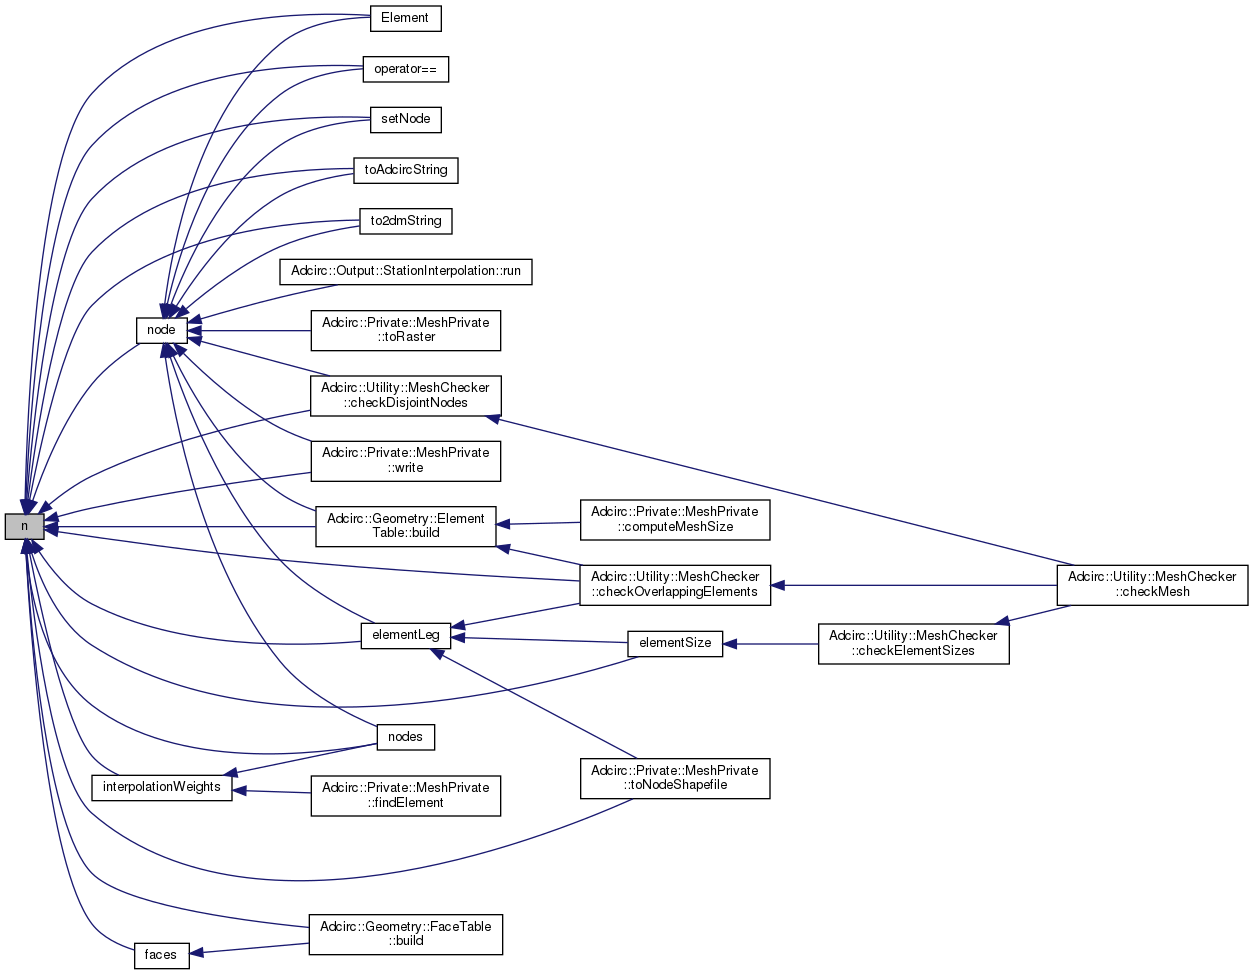 Element
operator==
setNode
toAdcircString
to2dmString
Adcirc::Output::StationInterpolation::run
node
Adcirc::Private::MeshPrivate
::toRaster
Adcirc::Utility::MeshChecker
::checkDisjointNodes
Adcirc::Private::MeshPrivate
::write
n
Adcirc::Geometry::Element
Table::build
Adcirc::Private::MeshPrivate
::computeMeshSize
Adcirc::Utility::MeshChecker
::checkOverlappingElements
Adcirc::Utility::MeshChecker
::checkMesh
elementLeg
elementSize
Adcirc::Utility::MeshChecker
::checkElementSizes
nodes
interpolationWeights
Adcirc::Private::MeshPrivate
::findElement
Adcirc::Private::MeshPrivate
::toNodeShapefile
Adcirc::Geometry::FaceTable
::build
faces